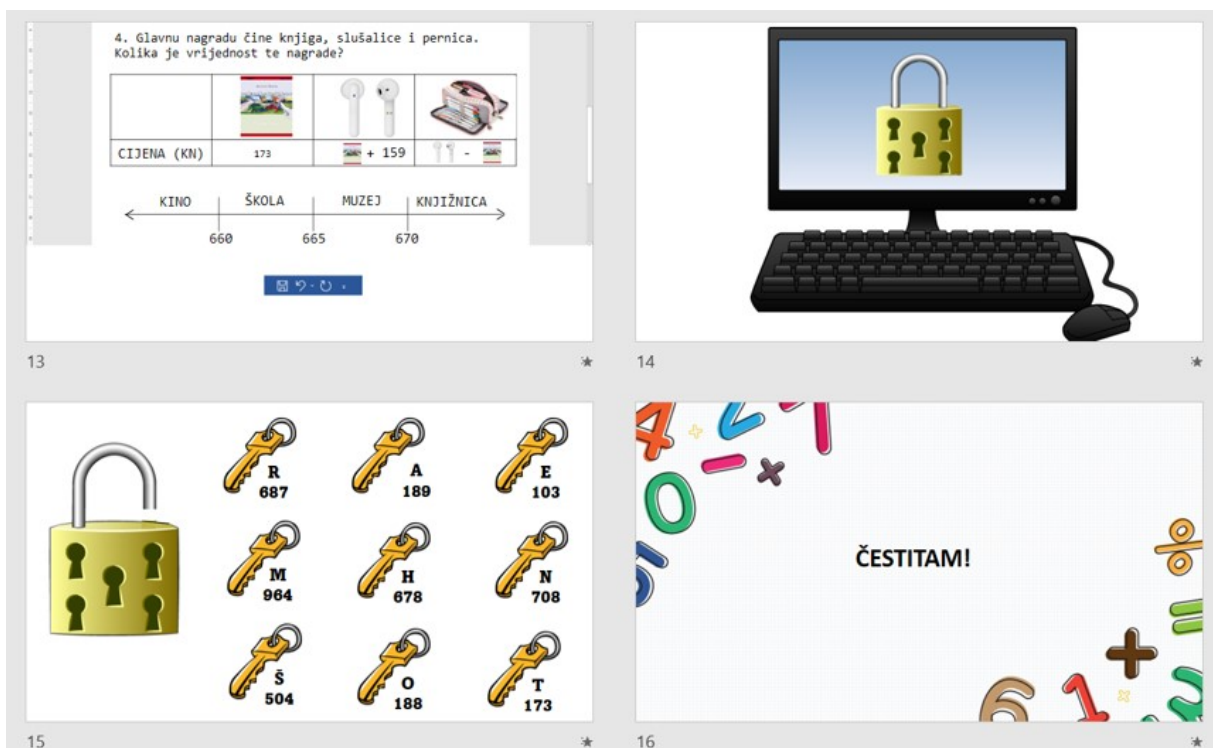 4. Glavnu nagradu čine knjiga, slušalice i pernica.
Kolika je vrijednost te nagrade?
CIJENA (KN) 173 + 159 -
KINO ŠKOLA MUZEJ KNJIŽNICA
660 665 670
13
14
R A E
687 189 103
M H N
964 678 708
Š O T
504 188 173
15
ČESTITAM!
16